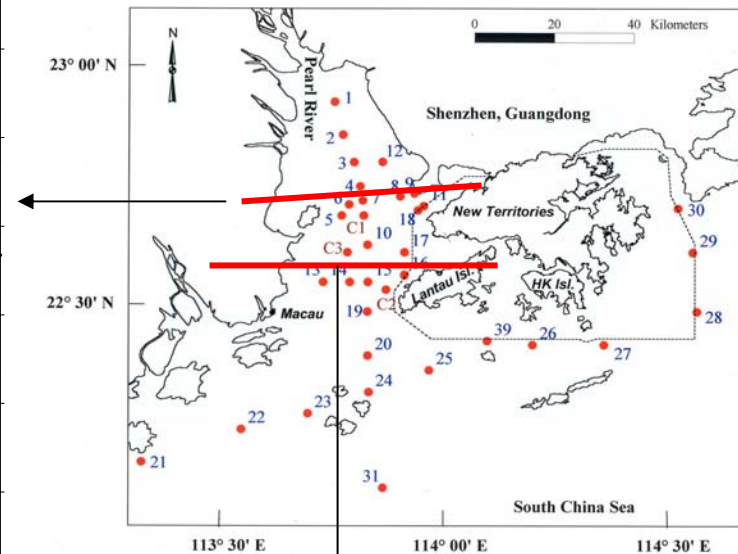 0 20 40 Kilometers
N
23° 00' N
Pearl River
1
Shenzhen, Guangdong
2
3
12
4
8
9
6
7
11
5
18
New Territories
30
C1
10
C3
17
29
16
13
14
15
Lantau Isl.
HK Isl.
22° 30' N
C2
Macau
19
28
39
26
20
25
27
24
23
22
21
31
South China Sea
113° 30' E
114° 00' E
114° 30' E